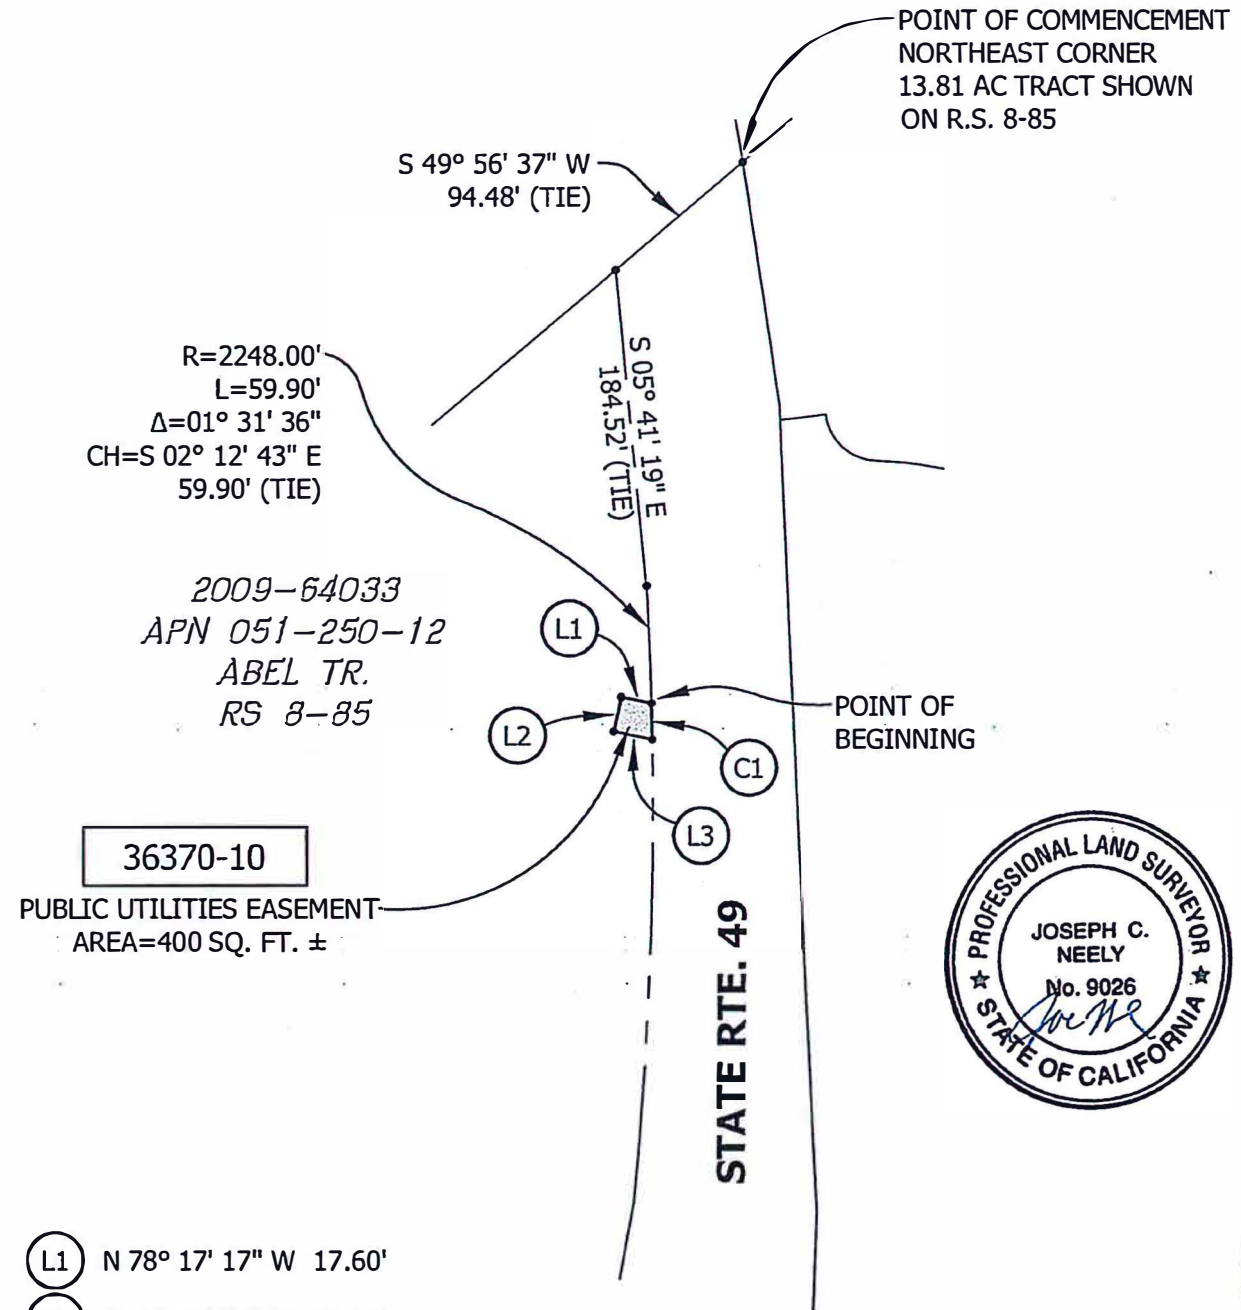 POINT OF COMMENCEMENT
NORTHEAST CORNER
13.81 AC TRACT SHOWN
ON R.S. 8-85
S 49° 56' 37" W
94.48' (TIE)
R=2248.00'
L=59.90'
Δ=01° 31' 36"
CH=S 02° 12' 43" E
59.90' (TIE)
S 05° 41' 19" E
184.52' (TIE)
2009-64033
APN 051-250-12
ABEL TR.
RS 8-85
L1
L2
POINT OF
BEGINNING
C1
L3
36370-10
PUBLIC UTILITIES EASEMENT
AREA=400 SQ. FT. ±
STATE RTE. 49
PROFESSIONAL LAND SURVEYOR
JOSEPH C.
NEELY
No. 9026
STATE OF CALIFORNIA
L1 N 78° 17' 17" W 17.60'